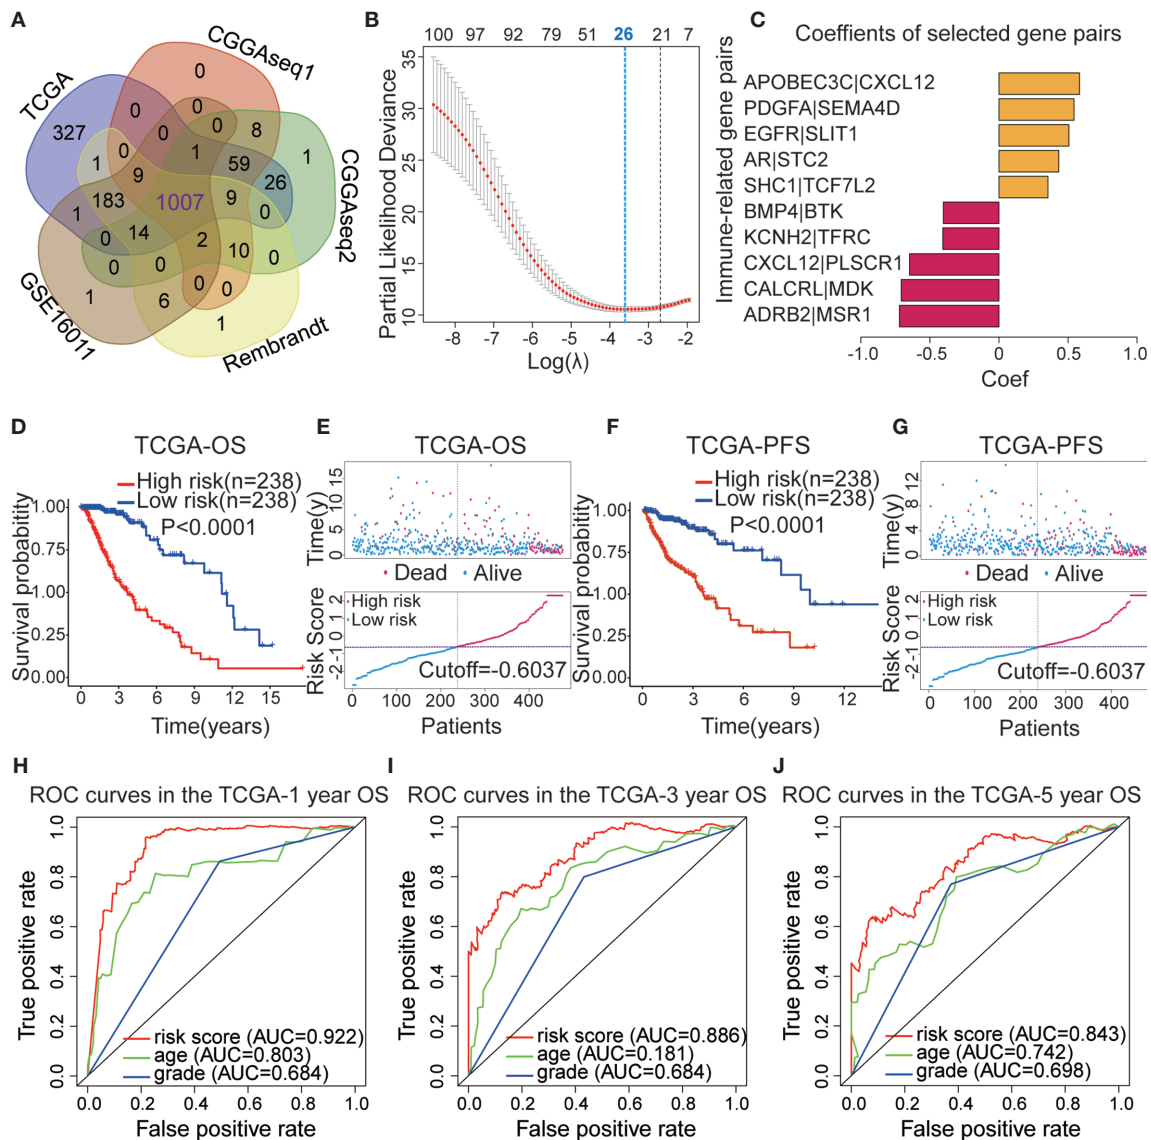 A
CGGAseq1
TCGA
CGGAseq2
GSE16011
Rembrandt
0
327
0
0
8
1
0
0
1
0
1
59
26
9
183
1007
9
0
1
0
14
2
10
0
0
0
0
0
1
6
1
B
100 97 92 79 51 26 21 7
Partial Likelihood Deviance
35
30
25
20
15
10
-8 -7 -6 -5 -4 -3 -2
Log(λ)
C
Coeffients of selected gene pairs
Immune-related gene pairs
APOBEC3C|CXCL12
PDGFA|SEMA4D
EGFR|SLIT1
AR|STC2
SHC1|TCF7L2
BMP4|BTK
KCNH2|TFRC
CXCL12|PLSCR1
CALCRL|MDK
ADRB2|MSR1
-1.0 -0.5 0 0.5 1.0
Coef
D
TCGA-OS
High risk(n=238)
Low risk(n=238)
P<0.0001
Survival probabitity
1.00
0.75
1.00
0.25
0.00
0 3 6 9 12 15
Time(years)
E
TCGA-OS
Time(y)
0 5 10 15
Dead Alive
Risk Score
-2 -1 0 1 2
High risk
Low risk
Cutoff=-0.6037
0 100 200 300 400
Patients
F
TCGA-PFS
High risk(n=238)
Low risk(n=238)
P<0.0001
Survival probabitity
1.00
0.75
1.00
0.25
0.00
0 3 6 9 12
Time(years)
G
TCGA-PFS
Time(y)
0 4 8 12
Dead Alive
Risk Score
-2 -1 0 1 2
High risk
Low risk
Cutoff=-0.6037
0 100 200 300 400
Patients
H
ROC curves in the TCGA-1 year OS
True positive rate
0.0 0.2 0.4 0.6 0.8 1.0
risk score (AUC=0.922)
age (AUC=0.803)
grade (AUC=0.684)
0.0 0.2 0.4 0.6 0.8 1.0
False positive rate
I
ROC curves in the TCGA-3 year OS
True positive rate
0.0 0.2 0.4 0.6 0.8 1.0
risk score (AUC=0.886)
age (AUC=0.181)
grade (AUC=0.684)
0.0 0.2 0.4 0.6 0.8 1.0
False positive rate
J
ROC curves in the TCGA-5 year OS
True positive rate
0.0 0.2 0.4 0.6 0.8 1.0
risk score (AUC=0.843)
age (AUC=0.742)
grade (AUC=0.698)
0.0 0.2 0.4 0.6 0.8 1.0
False positive rate